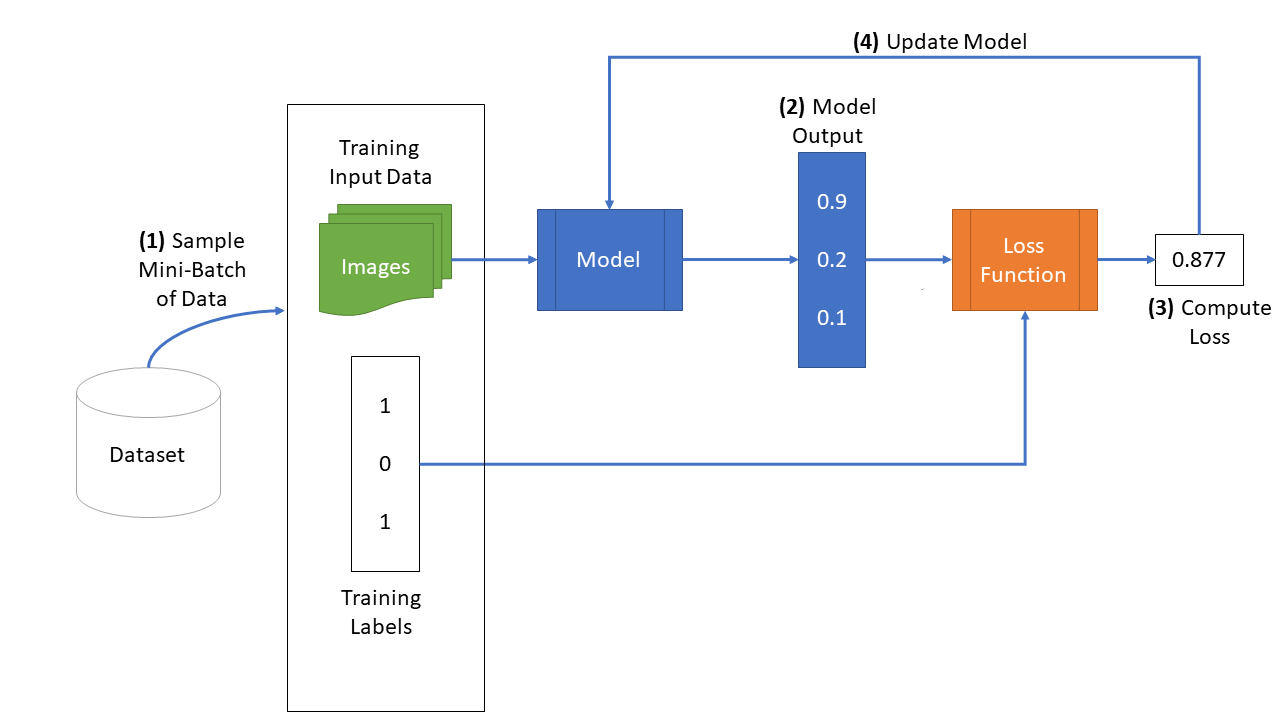 (4) Update Model
(2) Model
Output
Training
Input Data
0.9
0.2
0.1
(1) Sample
Mini-Batch
of Data
Images
Model
Loss
Function
0.877
(3) Compute
Loss
1
0
1
Dataset
Training
Labels